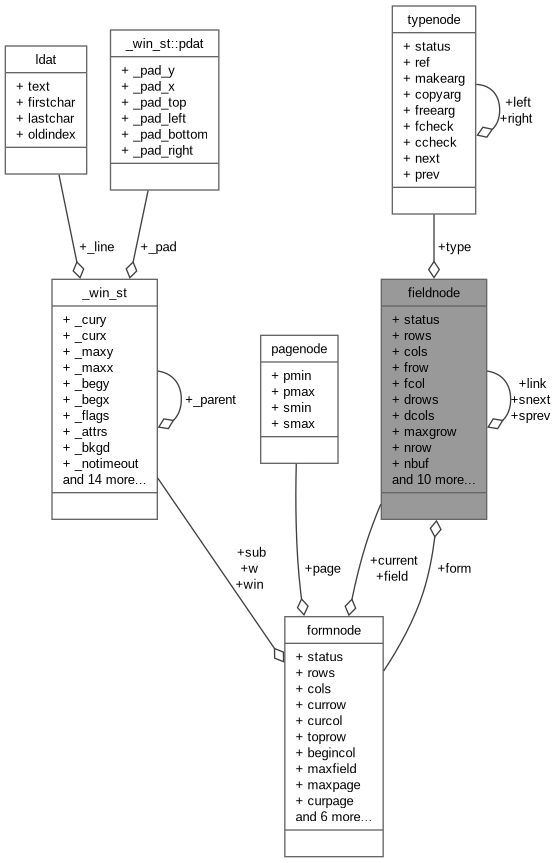 typenode
+ status
+ ref
+ makearg
+ copyarg
+ freearg
+ fcheck
+ ccheck
+ next
+ prev
+left
+right
_win_st::pdat
+ _pad_y
+ _pad_x
+ _pad_top
+ _pad_left
+ _pad_bottom
+ _pad_right
ldat
+ text
+ firstchar
+ lastchar
+ oldindex
+_line
+_pad
+type
_win_st
+ _cury
+ _curx
+ _maxy
+ _maxx
+ _begy
+ _begx
+ _flags
+ _attrs
+ _bkgd
+ _notimeout
and 14 more...
+_parent
fieldnode
+ status
+ rows
+ cols
+ frow
+ fcol
+ drows
+ dcols
+ maxgrow
+ nrow
+ nbuf
and 10 more...
+link
+snext
+sprev
pagenode
+ pmin
+ pmax
+ smin
+ smax
+sub
+w
+win
+page
+current
+field
+form
formnode
+ status
+ rows
+ cols
+ currow
+ curcol
+ toprow
+ begincol
+ maxfield
+ maxpage
+ curpage
and 6 more...